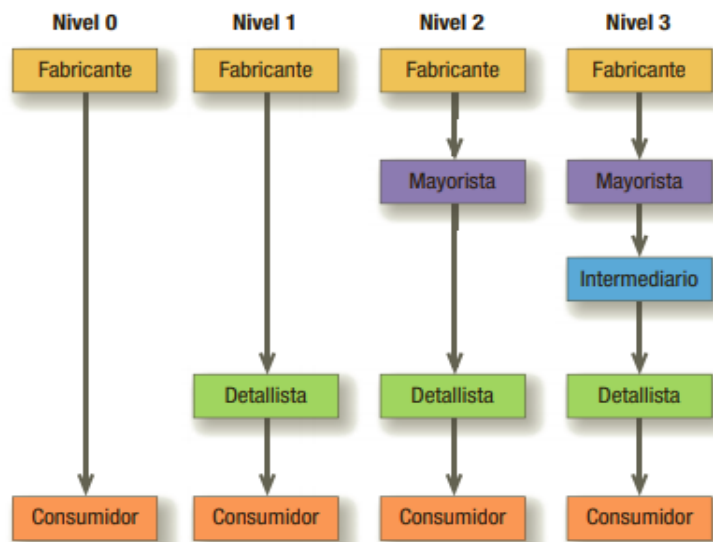 Nivel 0 Nivel 1 Nivel 2 Nivel 3
Fabricante Fabricante Fabricante Fabricante
Mayorista Mayorista
Intermediario
Detallista Detallista Detallista
Consumidor Consumidor Consumidor Consumidor